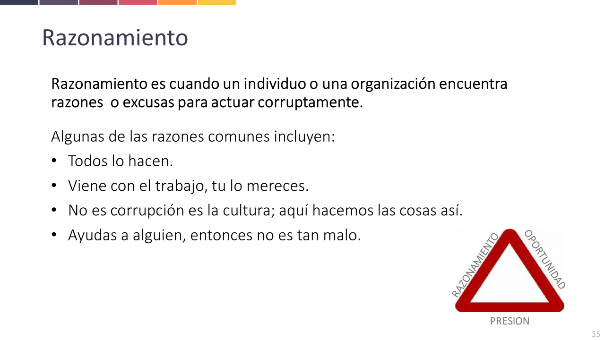 Razonamiento
Razonamiento es cuando un individuo o una organización encuentra
razones o excusas para actuar corruptamente.
Algunas de las razones comunes incluyen:
• Todos lo hacen.
• Viene con el trabajo, tu lo mereces.
• No es corrupción es la cultura; aquí hacemos las cosas así.
• Ayudas a alguien, entonces no es tan malo.
RAZONAMIENTO
OPORTUNIDAD
PRESION
35